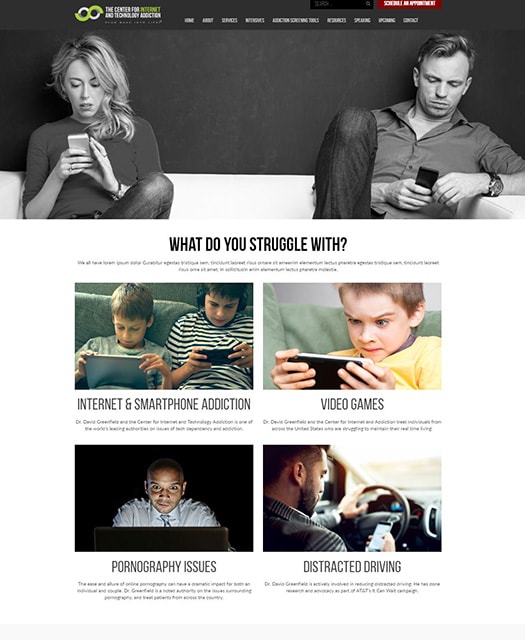 THE CENTER FOR INTERNET
AND TECHNOLOGY ADDICTION
PLUG BACK INTO LIFE
SEARCH
SCHEDULE AN APPOINTMENT
HOME ABOUT SERVICES INTENSIVES ADDICTION SCREENING TOOLS RESOURCES SPEAKING UPCOMING CONTACT
WHAT DO YOU STRUGGLE WITH?
We all have lorem ipsum dolor Curabitur egestas tristique sem, tincidunt laoreet risus ornare sit ameenim elementum lectus pharetra egestas tristique sem, tincidunt laoreet
risus orna sit amet. In sollicitudin enim elementum lectus pharetra molestie.
INTERNET & SMARTPHONE ADDICTION
Dr. David Greenfield and the Center for Internet and Technology Addiction is one of
the world's leading authorities on issues of tech dependency and addiction.
VIDEO GAMES
Dr. David Greenfield and the Center for Internet and Addiction treat individuals from
across the United States who are struggling to maintain their real time living
PORNOGRAPHY ISSUES
The ease and allure of online pornography can have a dramatic impact for both an
individual and couple. Dr. Greenfield is a noted authority on the issues surrounding
pornography, and treat patients from across the country.
DISTRACTED DRIVING
Dr. David Greenfield is actively involved in reducing distracted driving. He has done
research and advocacy as part of AT&T's It Can Wait campaign.